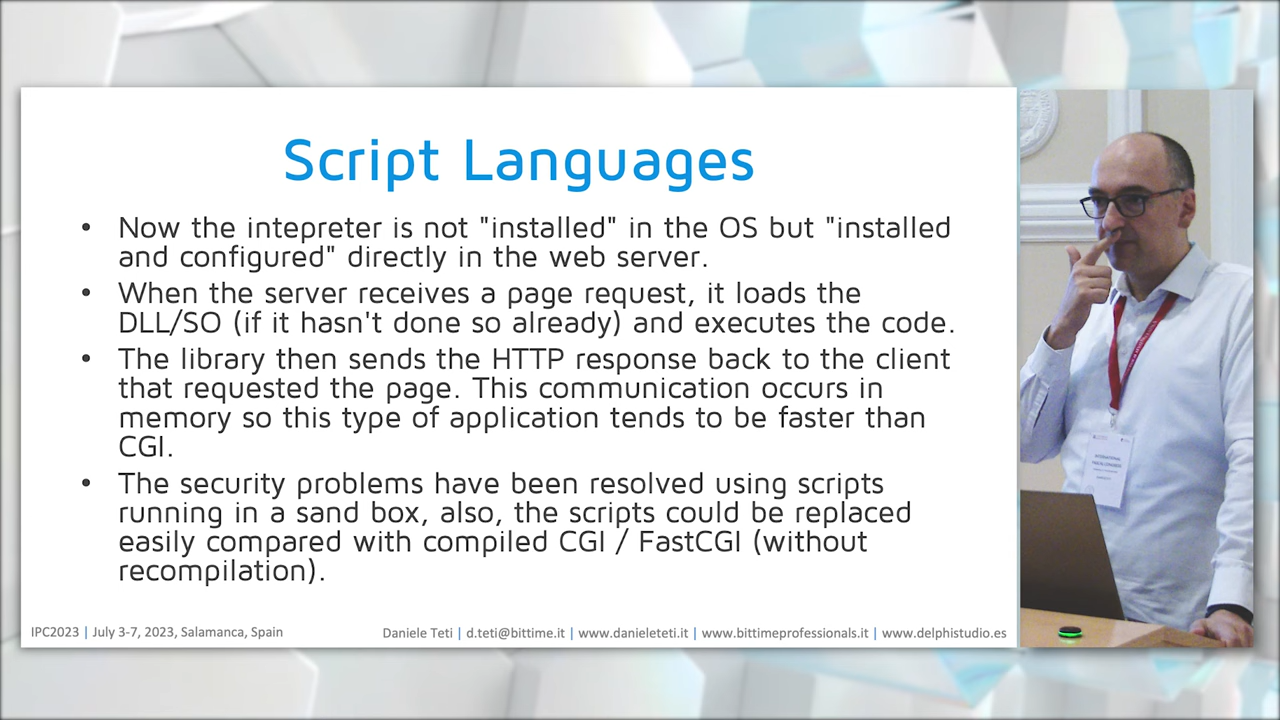 Script Languages
• Now the intepreter is not "installed" in the OS but "installed
and configured" directly in the web server.
• When the server receives a page request, it loads the
DLL/SO (if it hasn't done so already) and executes the code.
• The library then sends the HTTP response back to the client
that requested the page. This communication occurs in
memory so this type of application tends to be faster than
CGI.
• The security problems have been resolved using scripts
running in a sand box, also, the scripts could be replaced
easily compared with compiled CGI / FastCGI (without
recompilation).
IPC2023 | July 3-7, 2023, Salamanca, Spain
Daniele Teti | d.teti@bittime.it | www.danieleteti.it | www.bittimeprofessionals.it | www.delphistudio.es
INTERNATIONAL